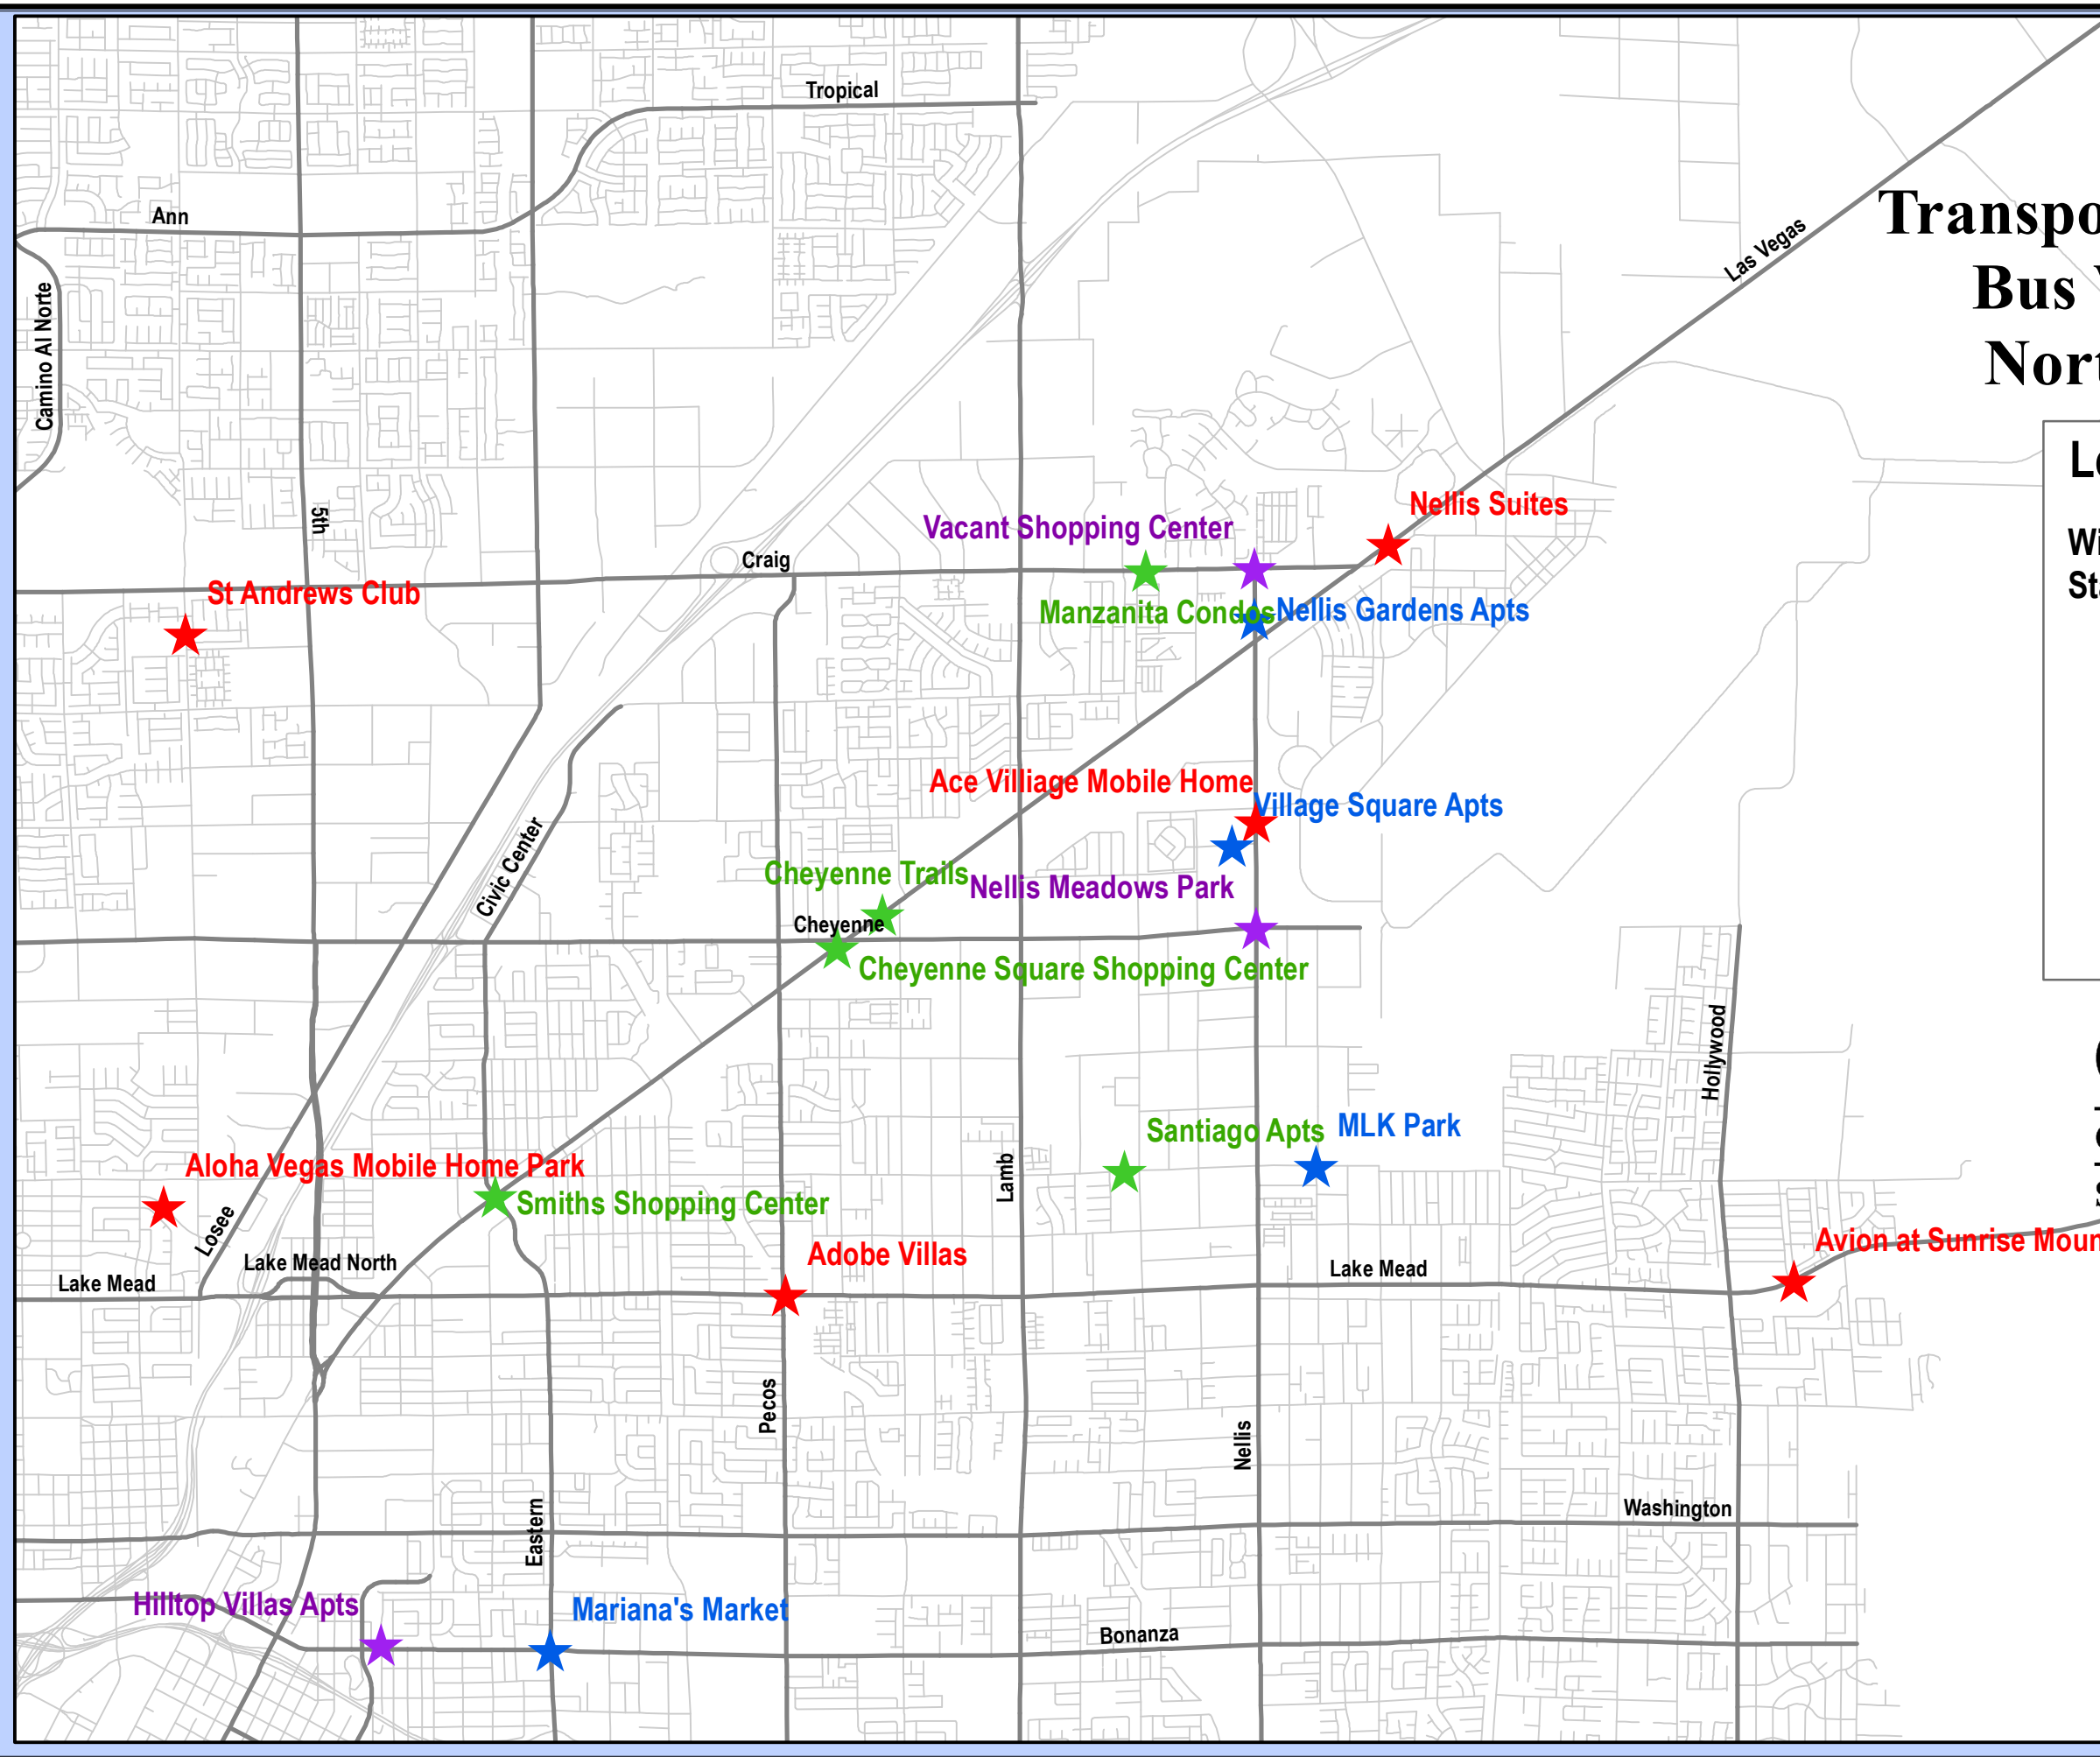 Tropical
Ann
Las Vegas
Transpo
Bus
Nort
Camino Al Norte
Nellis Suites
5th
Vacant Shopping Center
Craig
Wi
St Andrews Club
Manzanita Condos
Nellis Gardens Apts
Ace Villiage Mobile Home
Village Square Apts
Civic Center
Cheyenne Trails
Nellis Meadows Park
Cheyenne
Cheyenne Square Shopping Center
Hollywood
Santiago Apts
MLK Park
Aloha Vegas Mobile Home Park
Lamb
Smiths Shopping Center
Losee
Adobe Villas
Avion at Sunrise Moun
Lake Mead North
Lake Mead
Lake Mead
Pecos
Nellis
Eastern
Washington
Hilltop Villas Apts
Mariana's Market
Bonanza